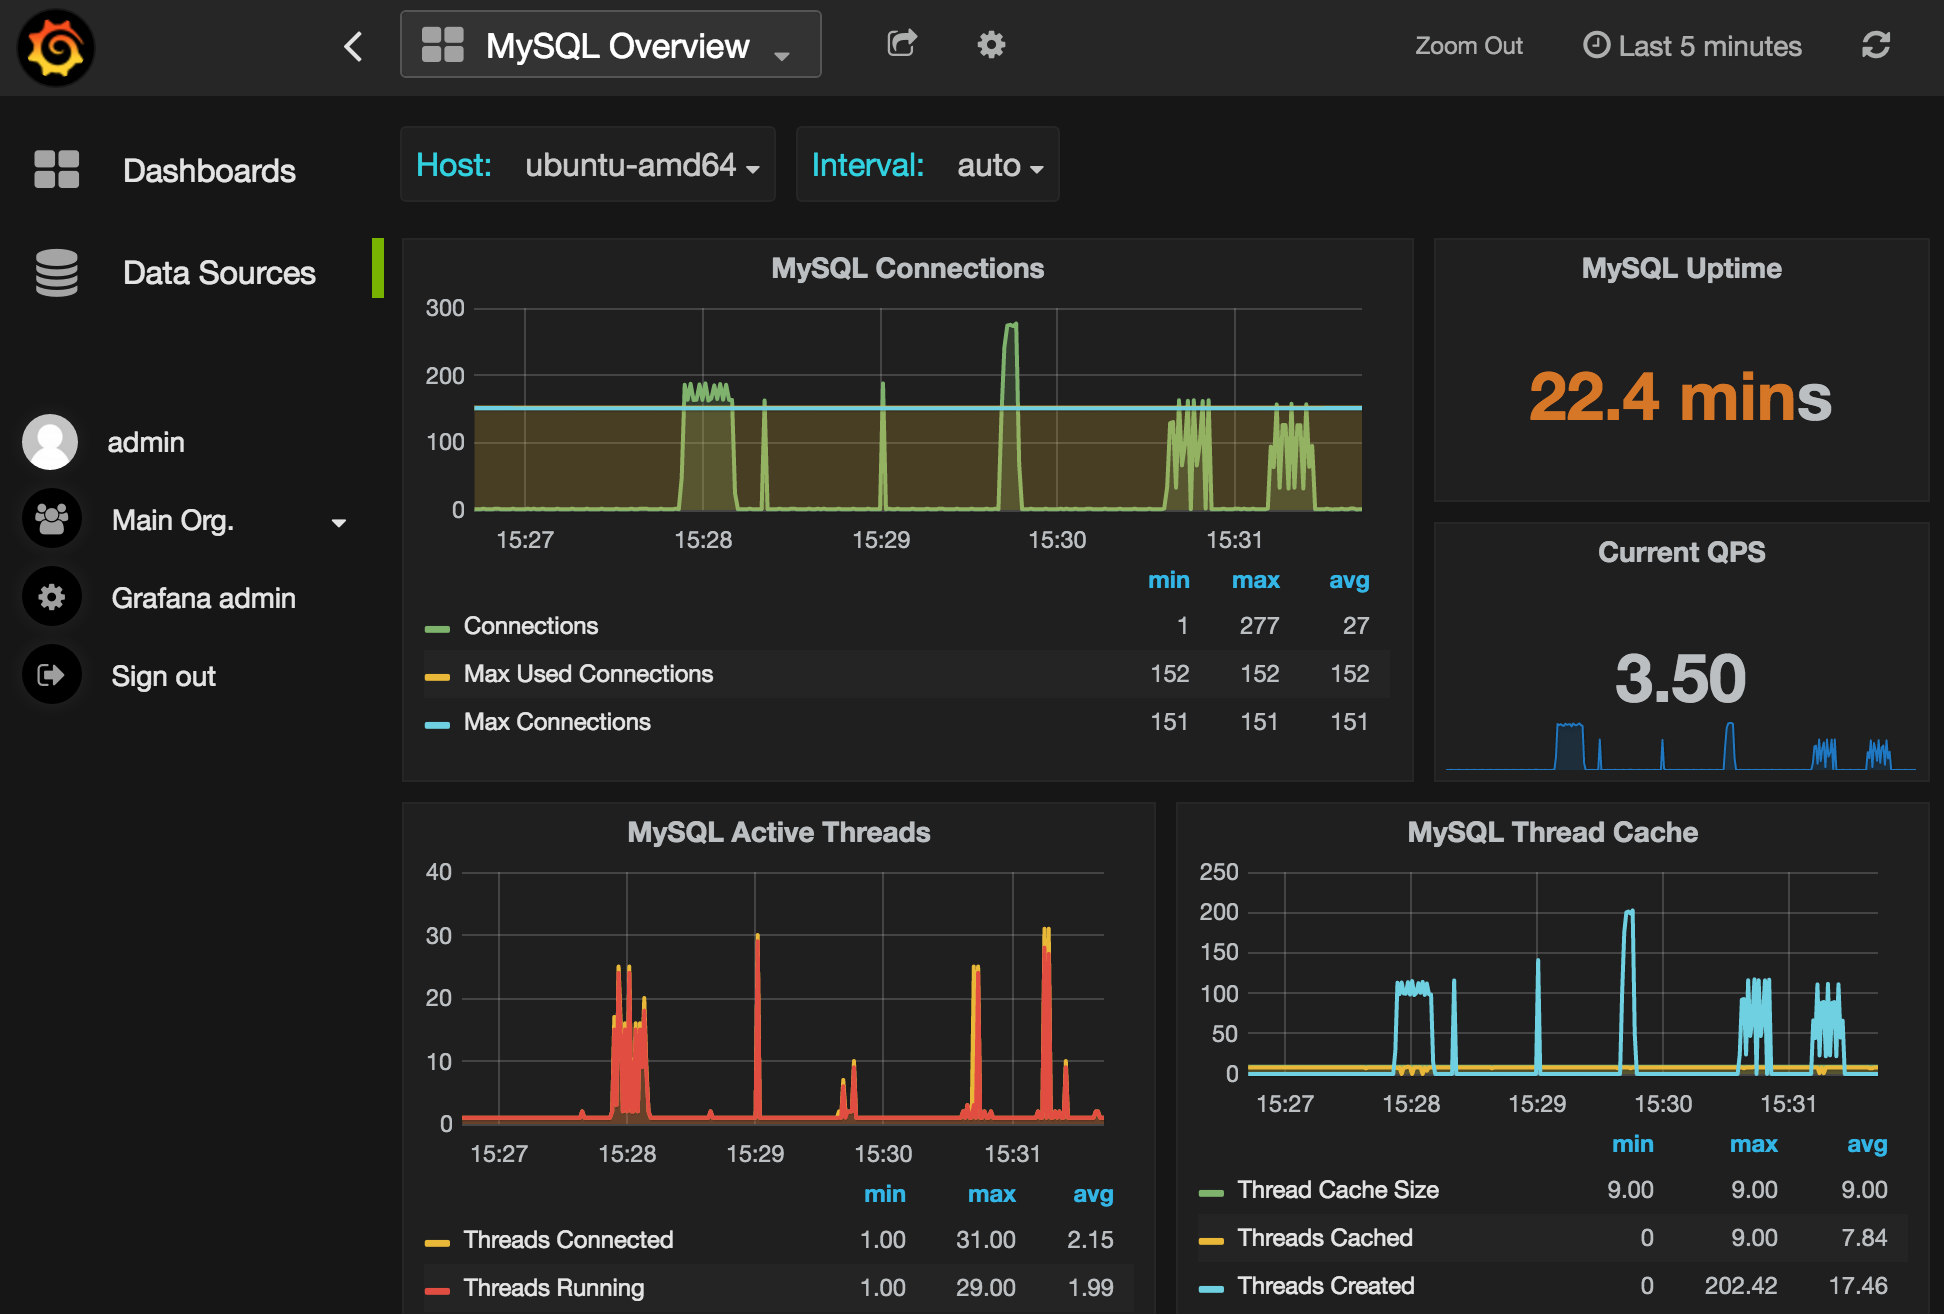 MySQL Overview
Zoom Out
Last 5 minutes
Dashboards
Data Sources
admin
Main Org.
Grafana admin
Sign out
Host: ubuntu-amd64
Interval: auto
MySQL Connections
300
200
100
0
15:27 15:28 15:29 15:30 15:31
min max avg
Connections 1 277 27
Max Used Connections 152 152 152
Max Connections 151 151 151
MySQL Uptime
22.4 mins
Current QPS
3.50
MySQL Active Threads
40
30
20
10
0
15:27 15:28 15:29 15:30 15:31
min max avg
Threads Connected 1.00 31.00 2.15
Threads Running 1.00 29.00 1.99
MySQL Thread Cache
250
200
150
100
50
0
15:27 15:28 15:29 15:30 15:31
min max avg
Thread Cache Size 9.00 9.00 9.00
Threads Cached 0 9.00 7.84
Threads Created 0 202.42 17.46